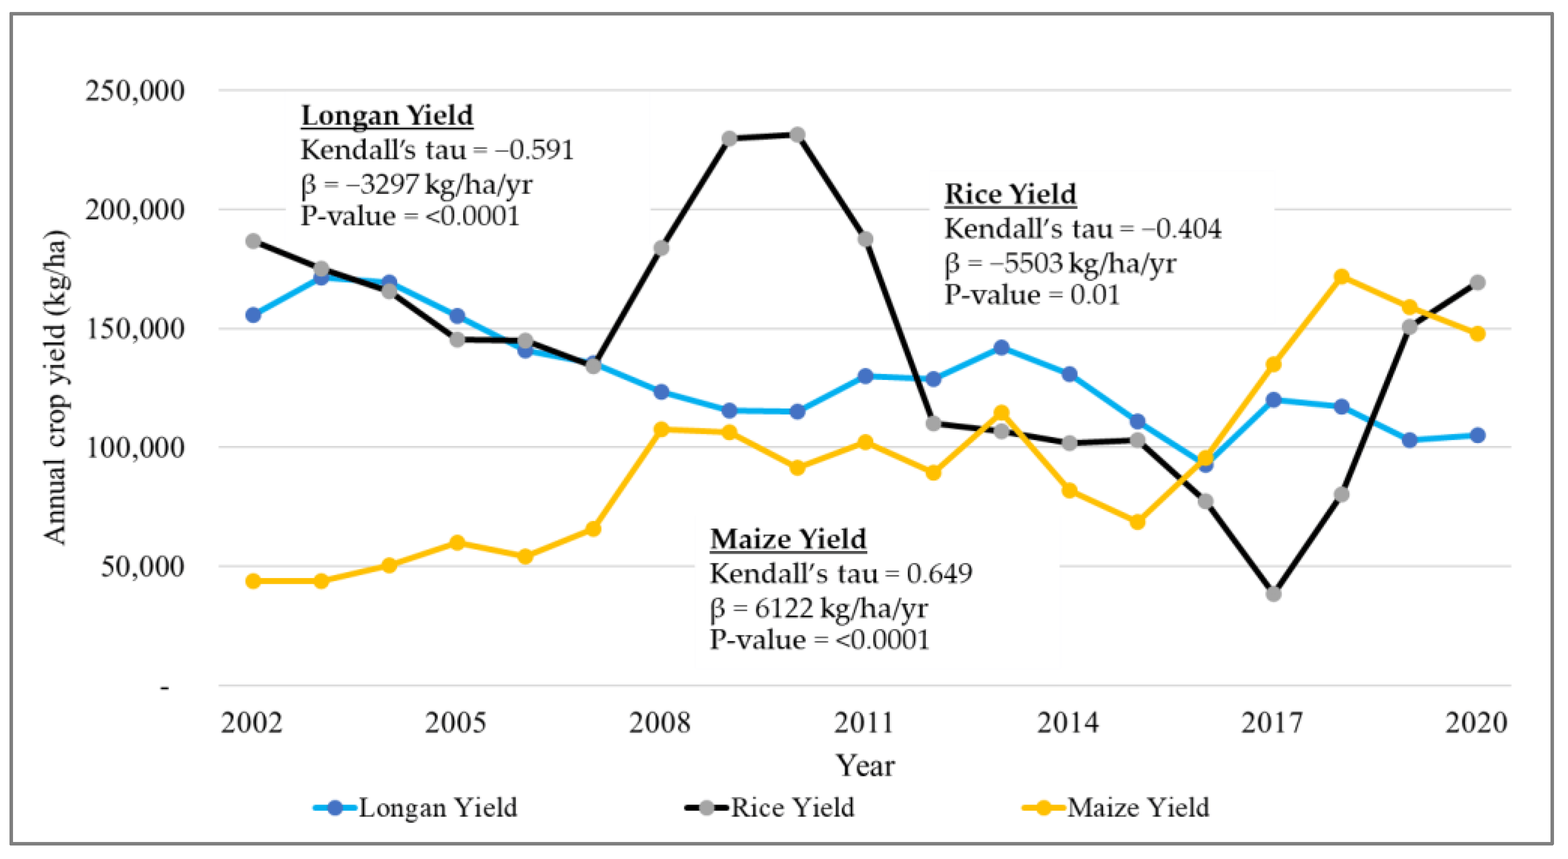 250,000
200,000
150,000
100,000
50,000
-
Annual crop yield (kg/ha)
Longan Yield
Kendall’s tau = −0.591
β = −3297 kg/ha/yr
P-value = <0.0001
Rice Yield
Kendall’s tau = −0.404
β = −5503 kg/ha/yr
P-value = 0.01
Maize Yield
Kendall’s tau = 0.649
β = 6122 kg/ha/yr
P-value = <0.0001
2002 2005 2008 2011 2014 2017 2020
Year
Longan Yield Rice Yield Maize Yield